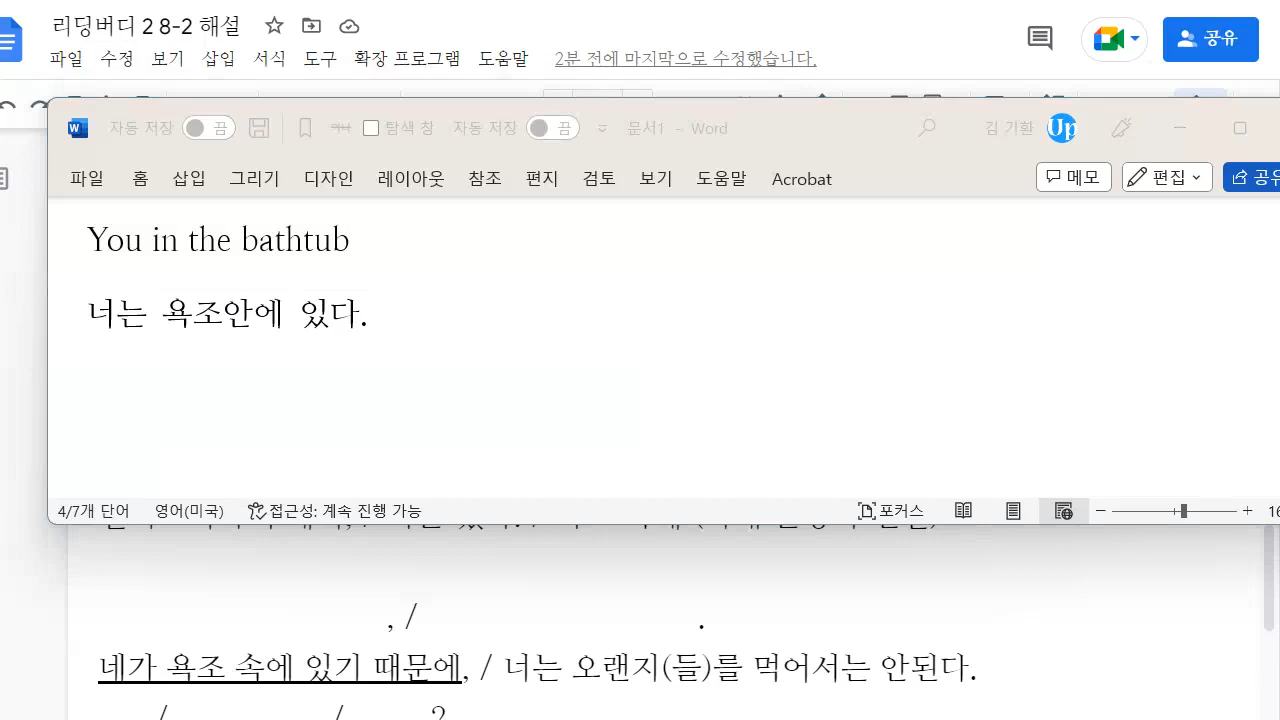 리딩버디 2 8-2 해설
파일 수정 보기 삽입 서식 도구 확장 프로그램 도움말 2분 전에 마지막으로 수정했습니다.
공유
자동 저장 끔 탐색 창 자동 저장 끔 문서1 - Word 김 기환 Up
파일 홈 삽입 그리기 디자인 레이아웃 참조 편지 검토 보기 도움말 Acrobat 메모 편집 공유
You in the bathtub
너는 욕조안에 있다.
4/7개 단어 영어(미국) 접근성: 계속 진행 가능 포커스 16
, / .
네가 욕조 속에 있기 때문에, / 너는 오랜지(들)를 먹어서는 안된다.
/ / ?